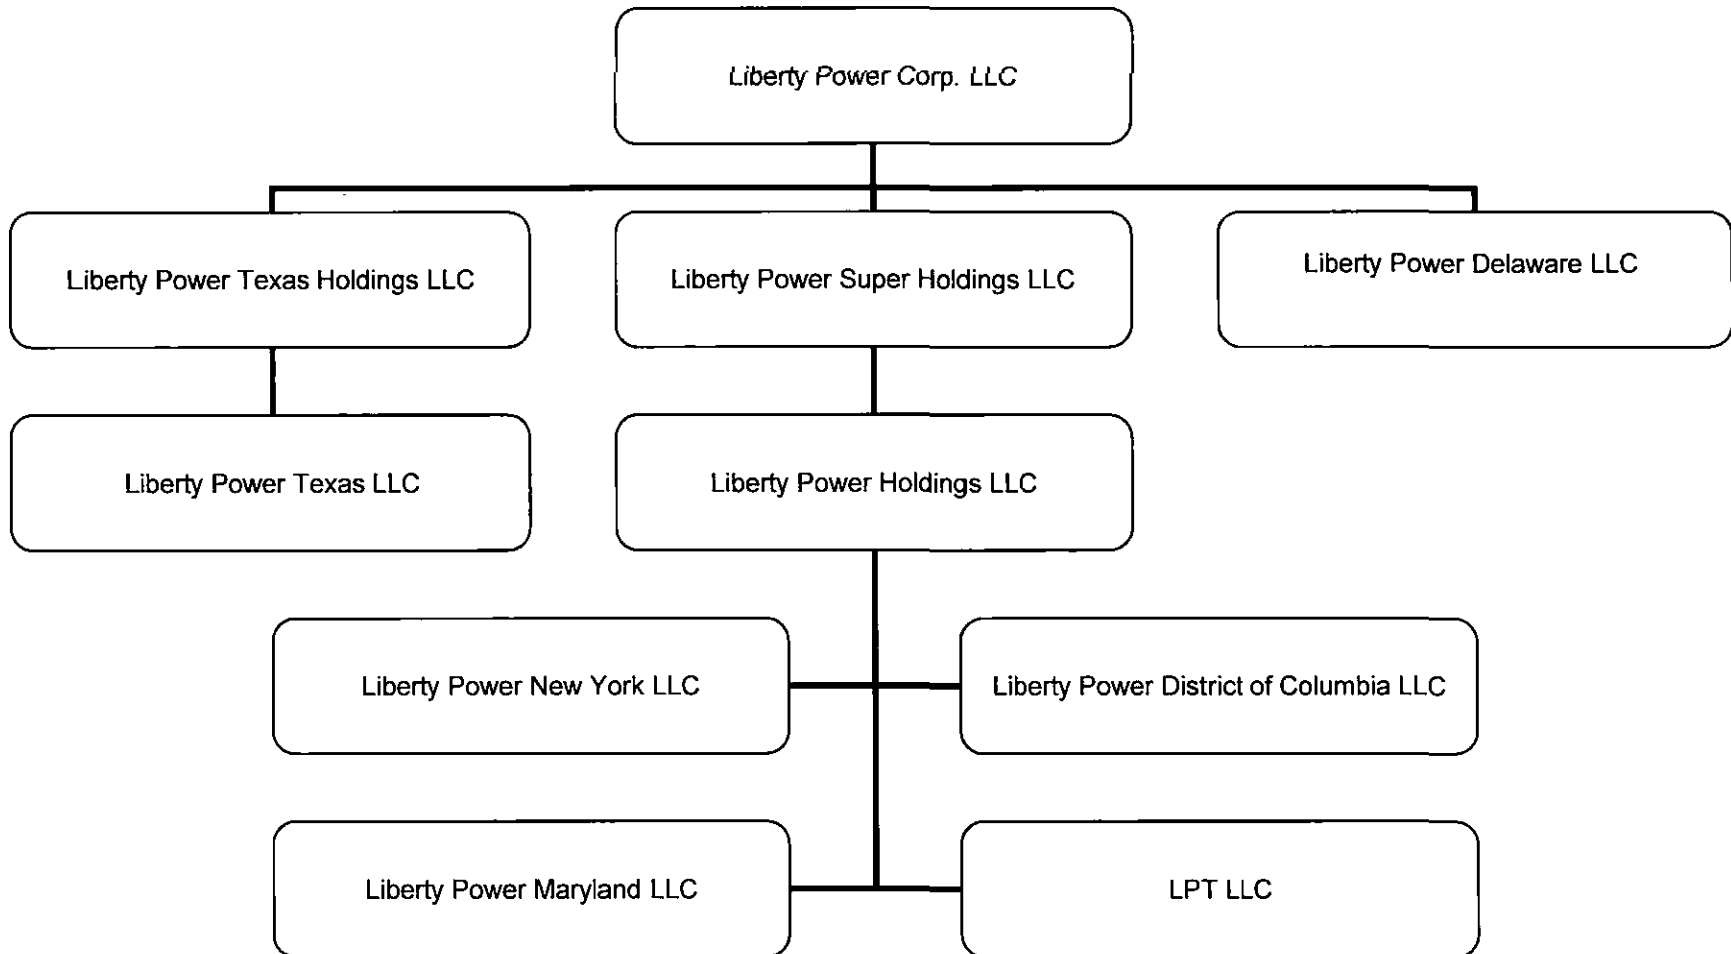 Liberty Power Corp. LLC
Liberty Power Texas Holdings LLC
Liberty Power Super Holdings LLC
Liberty Power Delaware LLC
Liberty Power Texas LLC
Liberty Power Holdings LLC
Liberty Power New York LLC
Liberty Power District of Columbia LLC
Liberty Power Maryland LLC
LPT LLC